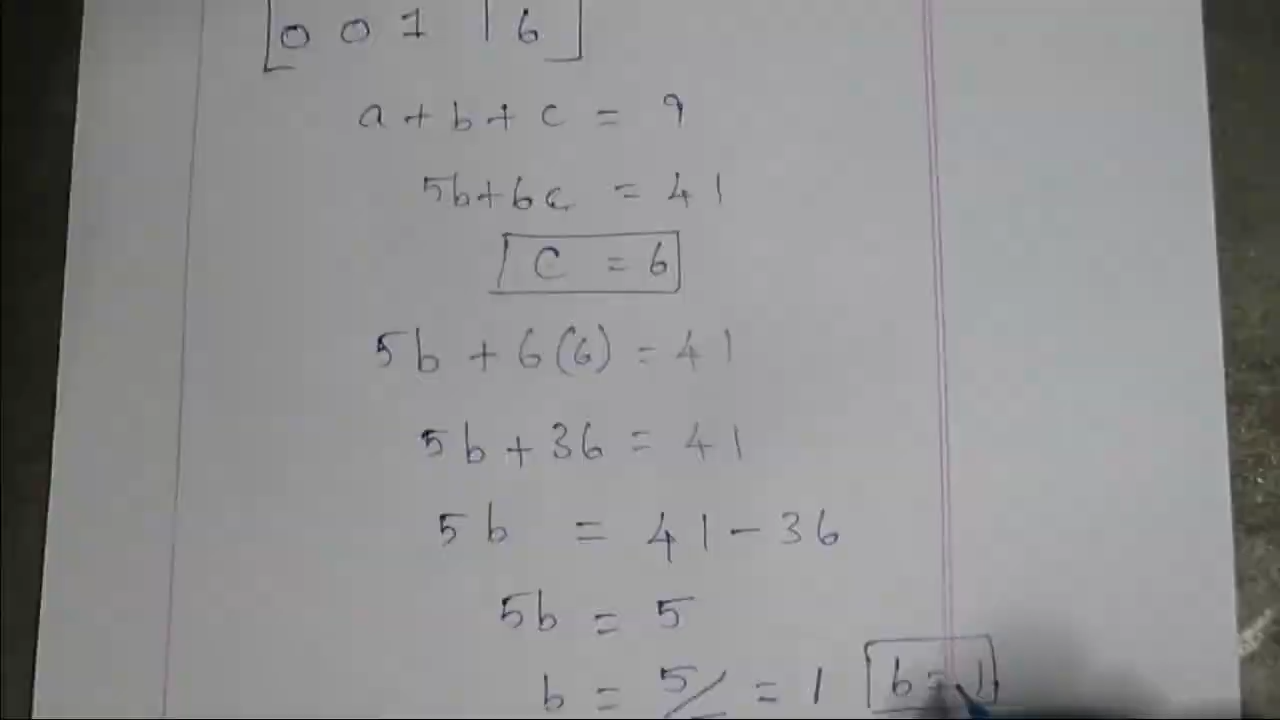 0 0 1 | 6
a + b + c = 9
5b + 6c = 41
c = 6
5b + 6(6) = 41
5b + 36 = 41
5b = 41 - 36
5b = 5
b = 5/ = 1 b = 1